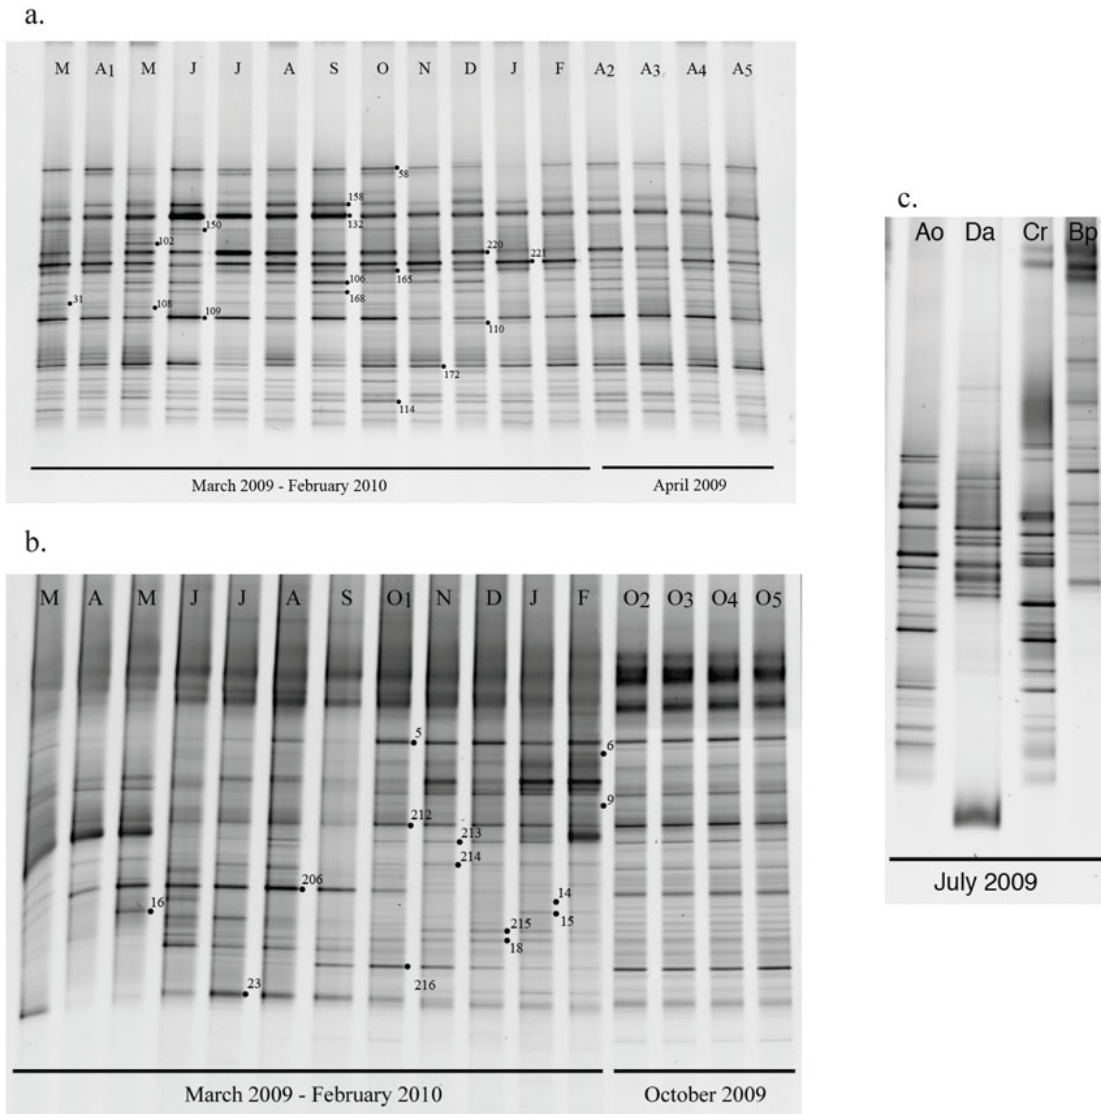 a.
M A1 M J J A S O N D J F A2 A3 A4 A5
58
158
132
150
102
220
221
165
106
168
31
108
109
110
172
114
March 2009 - February 2010
April 2009
b.
M A M J J A S O1 N D J F O2 O3 O4 O5
5
6
9
212
213
214
206
14
16
15
215
18
216
23
March 2009 - February 2010
October 2009
c.
Ao Da Cr Bp
July 2009